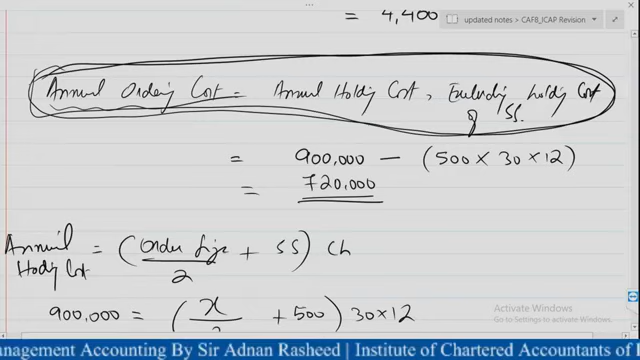 = 4,400
updated notes > CAF8_ICAP Revision
Annual Ordering Cost = Annual Holding Cost, Excluding holding cost
of SS.
= 900,000 - (500 × 30 × 12)
= 720,000
Annual Hodig Cost = (Order Size / 2 + SS) Ch
900,000 = (x / 2 + 500) 30×12
Activate Windows
Go to Settings to activate Windows.
anagement Accounting By Sir Adnan Rasheed | Institute of Chartered Accountants of